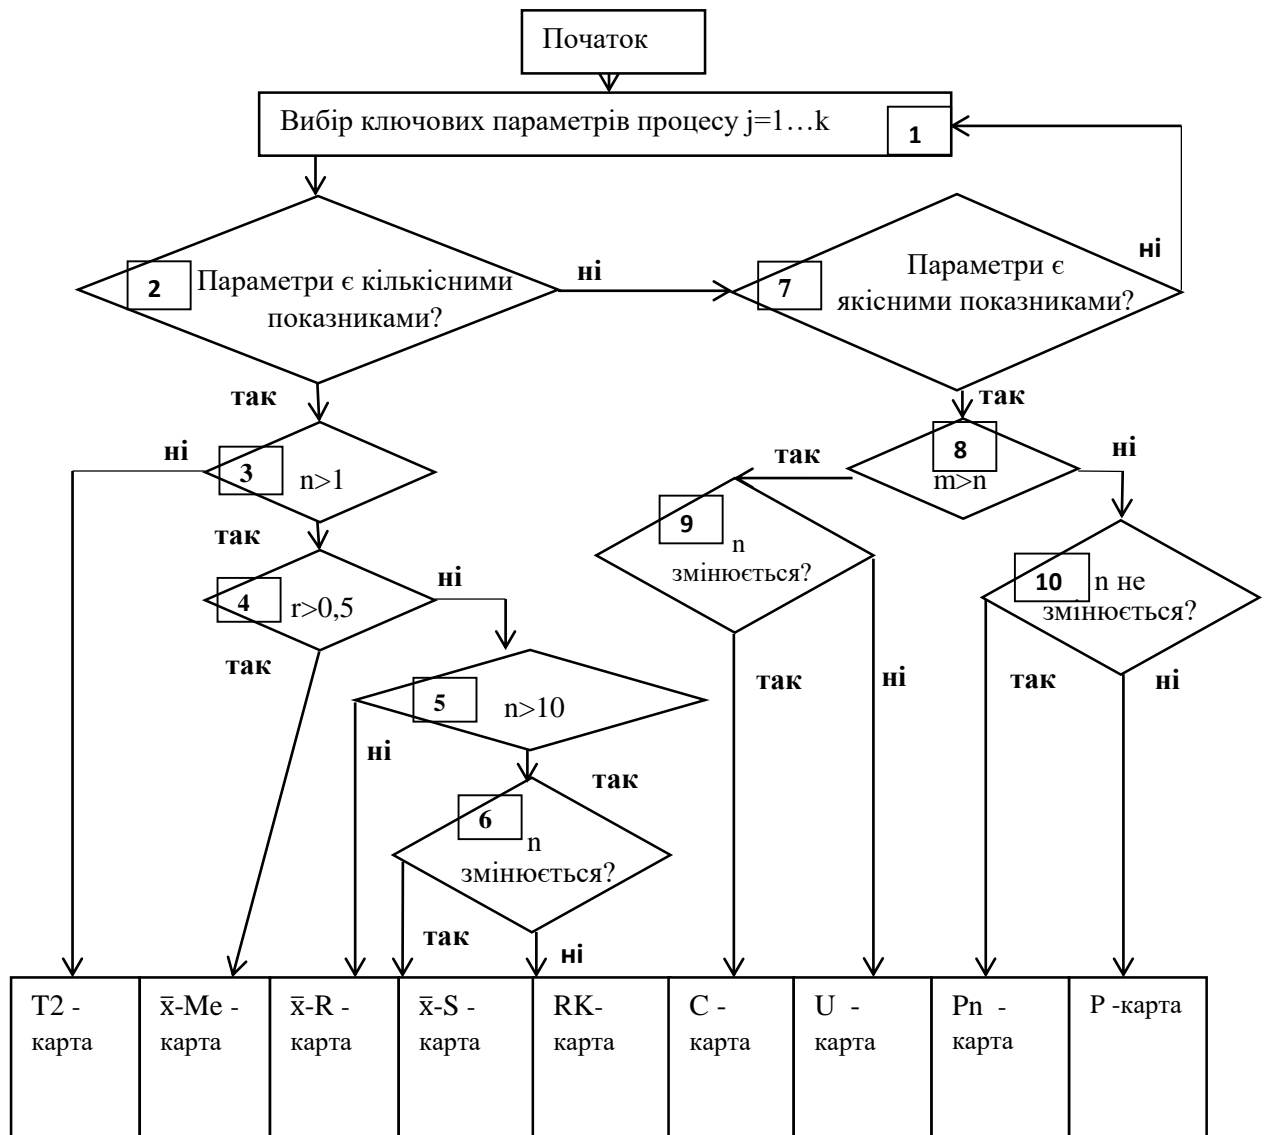 Початок
Вибір ключових параметрів процесу j=1…k
1
2
Параметри є кількісними
показниками?
ні
7
Параметри є
якісними показниками?
ні
так
так
3
n>1
ні
8
m>n
так
ні
так
4
r>0,5
ні
так
9
n
змінюється?
10
n не
змінюється?
5
n>10
ні
так
так
ні
так
ні
6
n
змінюється?
так
ні
T2 -
карта
x̅-Me -
карта
x̅-R -
карта
x̅-S -
карта
RK-
карта
C -
карта
U -
карта
Pn -
карта
P -карта